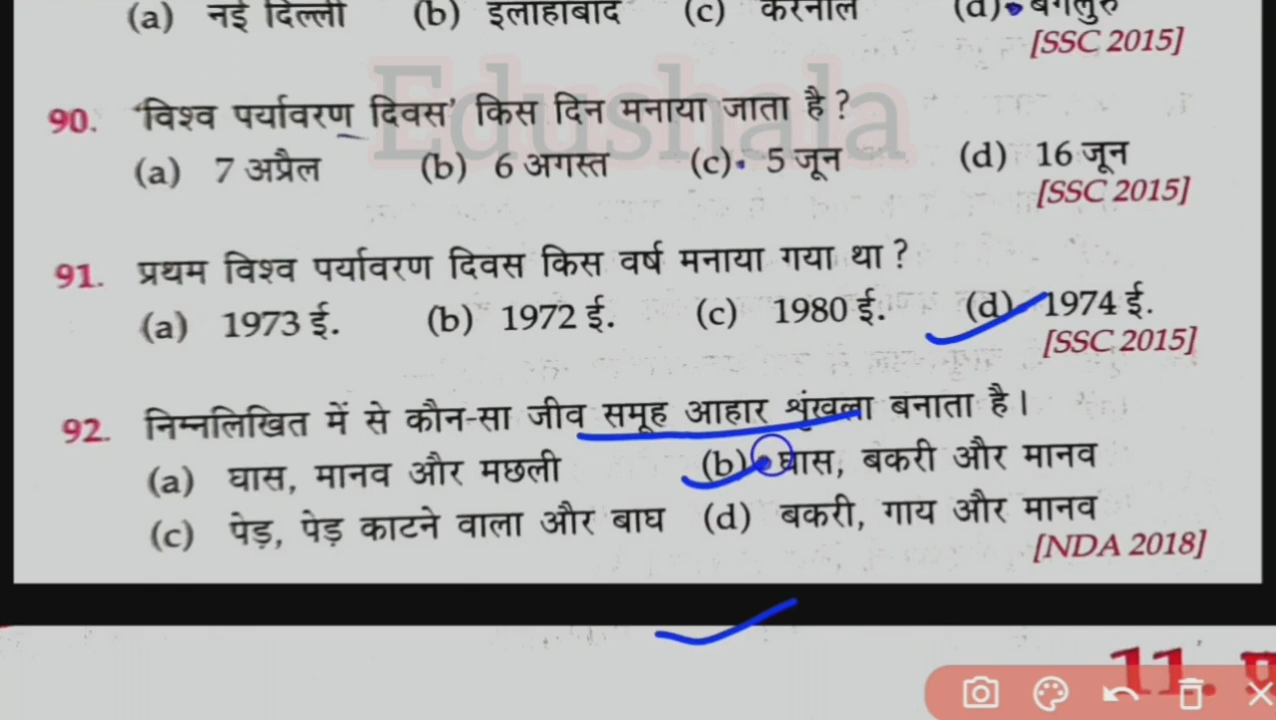 (a) नई दिल्ली (b) इलाहाबाद (c) करनाल (d) बेंगलुरु
[SSC 2015]
Edushala
90. ‘विश्व पर्यावरण दिवस’ किस दिन मनाया जाता है ?
(a) 7 अप्रैल (b) 6 अगस्त (c) 5 जून (d) 16 जून
[SSC 2015]
91. प्रथम विश्व पर्यावरण दिवस किस वर्ष मनाया गया था ?
(a) 1973 ई. (b) 1972 ई. (c) 1980 ई. (d) 1974 ई.
[SSC 2015]
92. निम्नलिखित में से कौन-सा जीव समूह आहार शृंखला बनाता है।
(a) घास, मानव और मछली (b) घास, बकरी और मानव
(c) पेड़, पेड़ काटने वाला और बाघ (d) बकरी, गाय और मानव
[NDA 2018]
11.